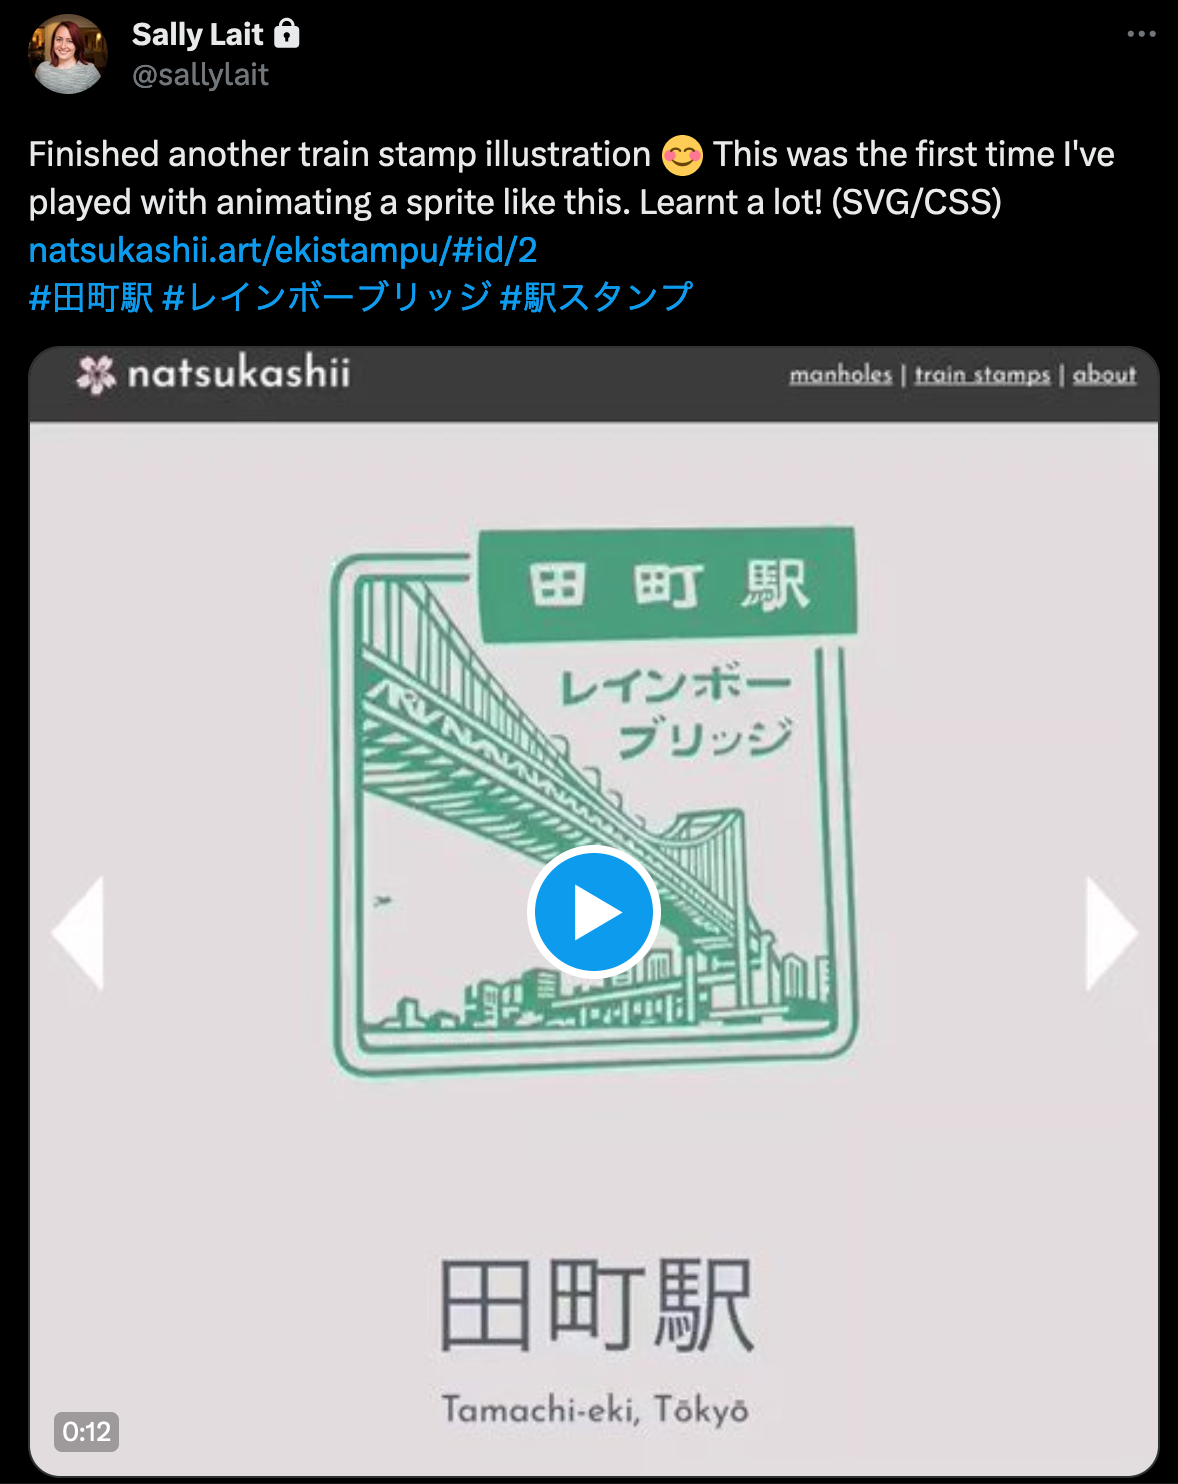 Sally Lait
@sallylait
Finished another train stamp illustration 😊 This was the first time I've
played with animating a sprite like this. Learnt a lot! (SVG/CSS)
natsukashii.art/ekistampu/#id/2
#田町駅 #レインボーブリッジ #駅スタンプ
natsukashii
manholes | train stamps | about
田町駅
レインボー
ブリッジ
田町駅
Tamachi-eki, Tōkyō
0:12